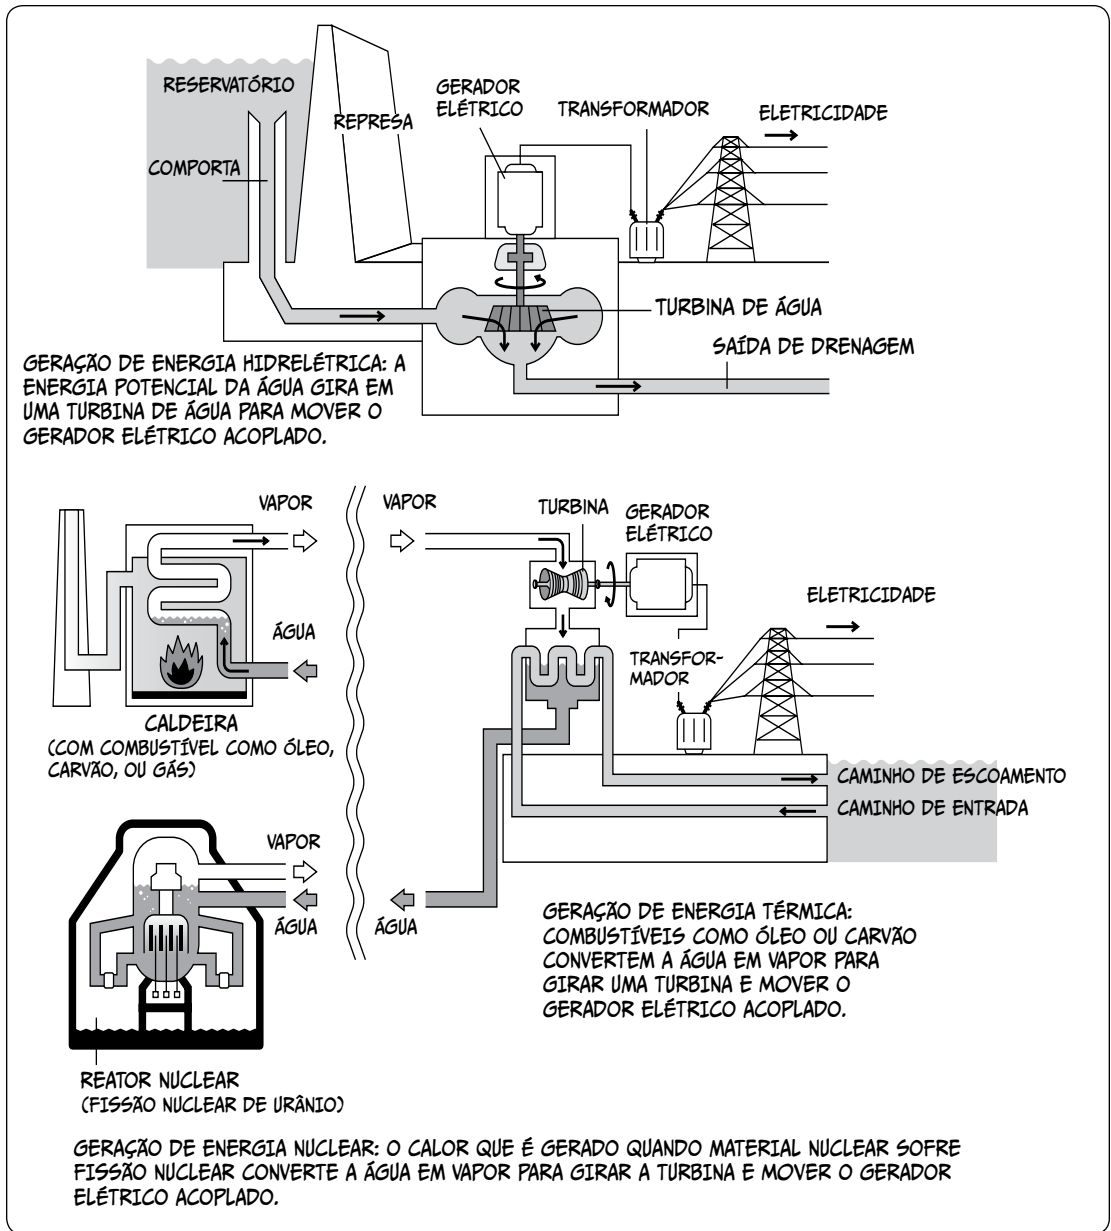 RESERVATÓRIO
REPRESA
COMPORTA
GERADOR
ELÉTRICO
TRANSFORMADOR
ELETRICIDADE
TURBINA DE ÁGUA
SAÍDA DE DRENAGEM
GERAÇÃO DE ENERGIA HIDRELÉTRICA: A
ENERGIA POTENCIAL DA ÁGUA GIRA EM
UMA TURBINA DE ÁGUA PARA MOVER O
GERADOR ELÉTRICO ACOPLADO.
VAPOR
VAPOR
TURBINA
GERADOR
ELÉTRICO
ELETRICIDADE
ÁGUA
TRANSFOR-
MADOR
CALDEIRA
(COM COMBUSTÍVEL COMO ÓLEO,
CARVÃO, OU GÁS)
CAMINHO DE ESCOAMENTO
CAMINHO DE ENTRADA
VAPOR
ÁGUA
ÁGUA
GERAÇÃO DE ENERGIA TÉRMICA:
COMBUSTÍVEIS COMO ÓLEO OU CARVÃO
CONVERTEM A ÁGUA EM VAPOR PARA
GIRAR UMA TURBINA E MOVER O
GERADOR ELÉTRICO ACOPLADO.
REATOR NUCLEAR
(FISSÃO NUCLEAR DE URÂNIO)
GERAÇÃO DE ENERGIA NUCLEAR: O CALOR QUE É GERADO QUANDO MATERIAL NUCLEAR SOFRE
FISSÃO NUCLEAR CONVERTE A ÁGUA EM VAPOR PARA GIRAR A TURBINA E MOVER O GERADOR
ELÉTRICO ACOPLADO.